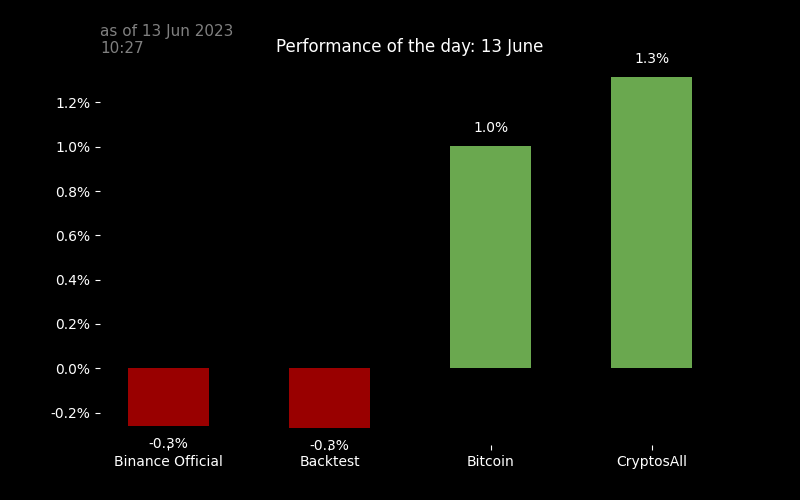 as of 13 Jun 2023
10:27
Performance of the day: 13 June
1.3%
1.2%
1.0%
1.0%
0.8%
0.6%
0.4%
0.2%
0.0%
-0.2%
-0.3%
-0.3%
Binance Official
Backtest
Bitcoin
CryptosAll